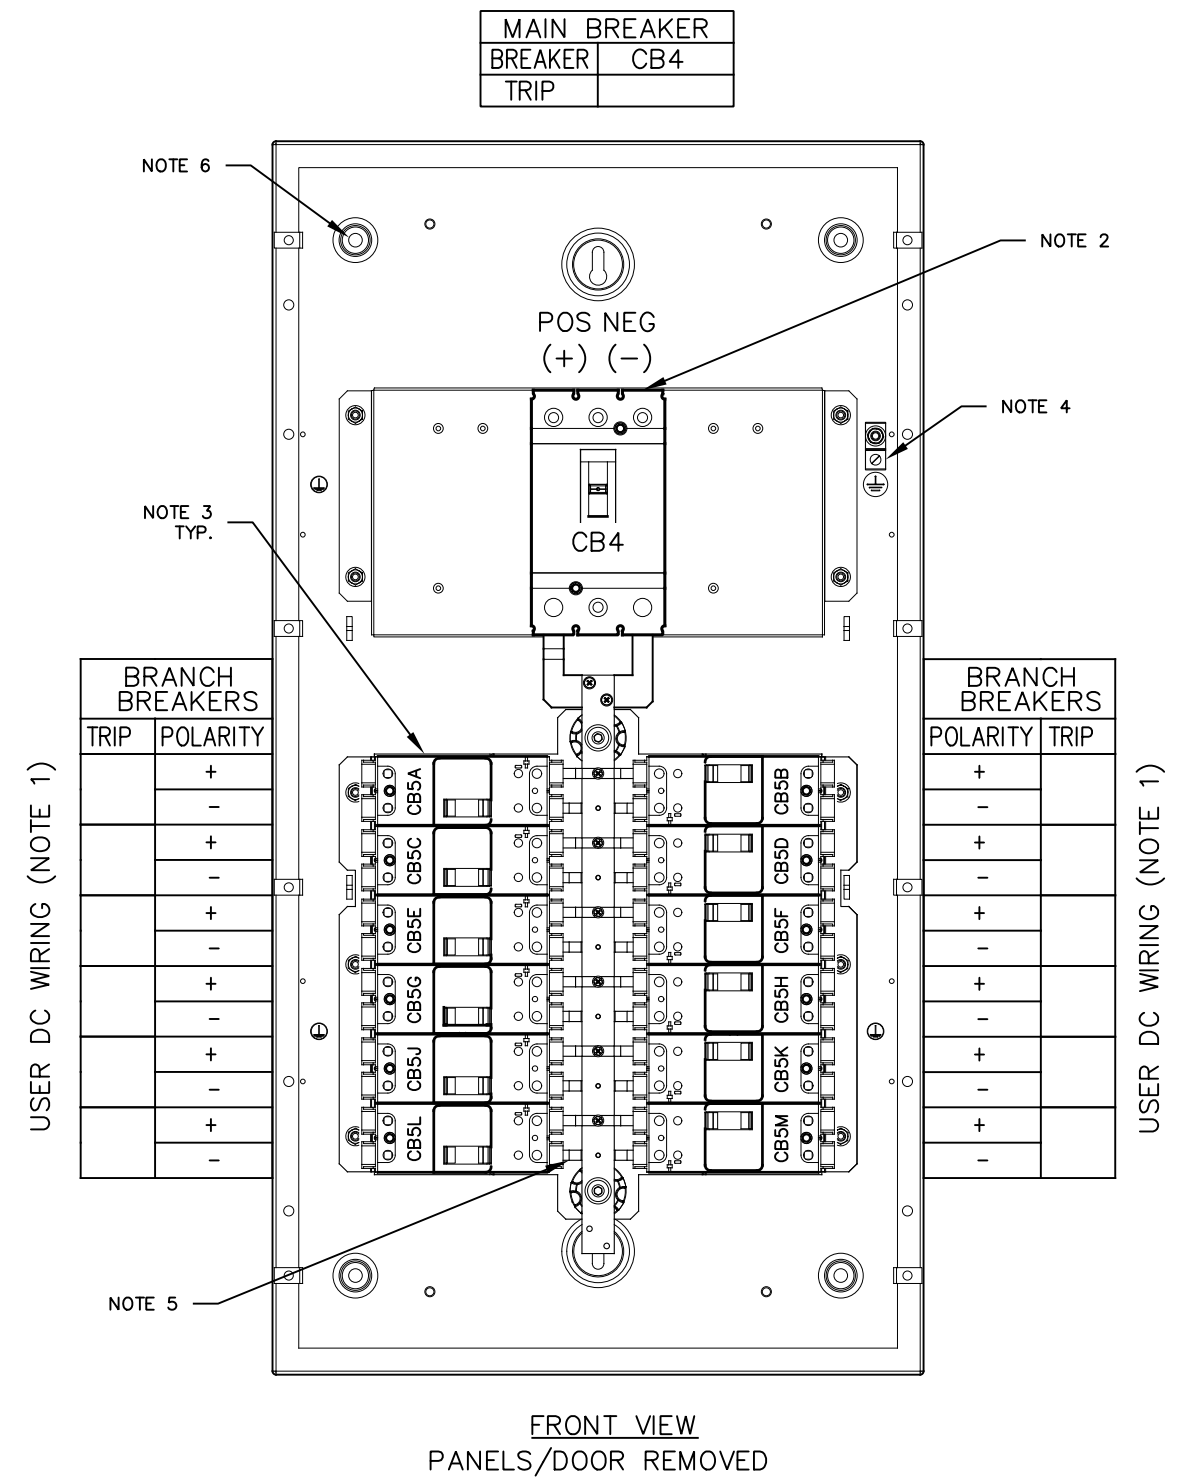 MAIN BREAKER
BREAKER CB4
TRIP
NOTE 6
NOTE 2
POS NEG
(+) (-)
NOTE 4
NOTE 3
TYP.
CB4
BRANCH
BREAKERS
TRIP POLARITY
+
-
+
-
+
-
+
-
+
-
+
-
USER DC WIRING (NOTE 1)
CB5A
CB5C
CB5E
CB5G
CB5J
CB5L
CB5B
CB5D
CB5F
CB5H
CB5K
CB5M
BRANCH
BREAKERS
POLARITY TRIP
+
-
+
-
+
-
+
-
+
-
+
-
USER DC WIRING (NOTE 1)
NOTE 5
FRONT VIEW
PANELS/DOOR REMOVED